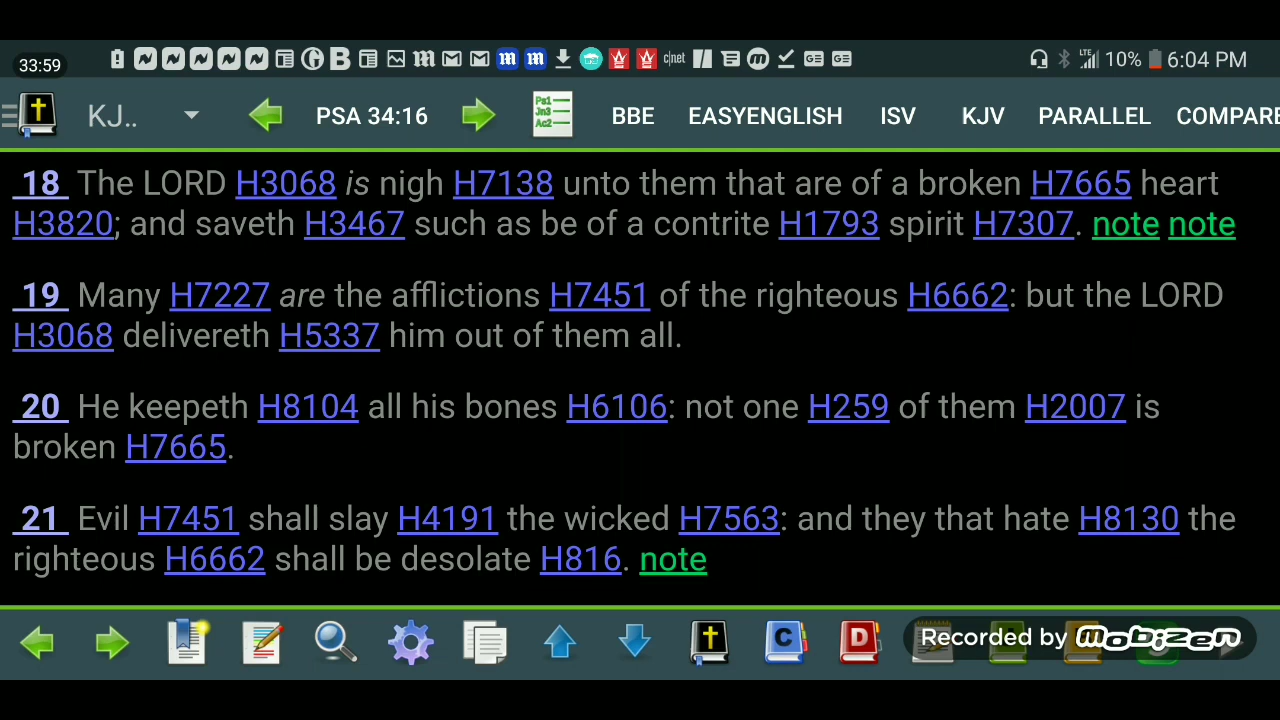 33:59
10% 6:04 PM
KJ.. PSA 34:16 BBE EASYENGLISH ISV KJV PARALLEL COMPARE
18 The LORD H3068 is nigh H7138 unto them that are of a broken H7665 heart
H3820; and saveth H3467 such as be of a contrite H1793 spirit H7307. note note
19 Many H7227 are the afflictions H7451 of the righteous H6662: but the LORD
H3068 delivereth H5337 him out of them all.
20 He keepeth H8104 all his bones H6106: not one H259 of them H2007 is
broken H7665.
21 Evil H7451 shall slay H4191 the wicked H7563: and they that hate H8130 the
righteous H6662 shall be desolate H816. note
C D Recorded by mobizen